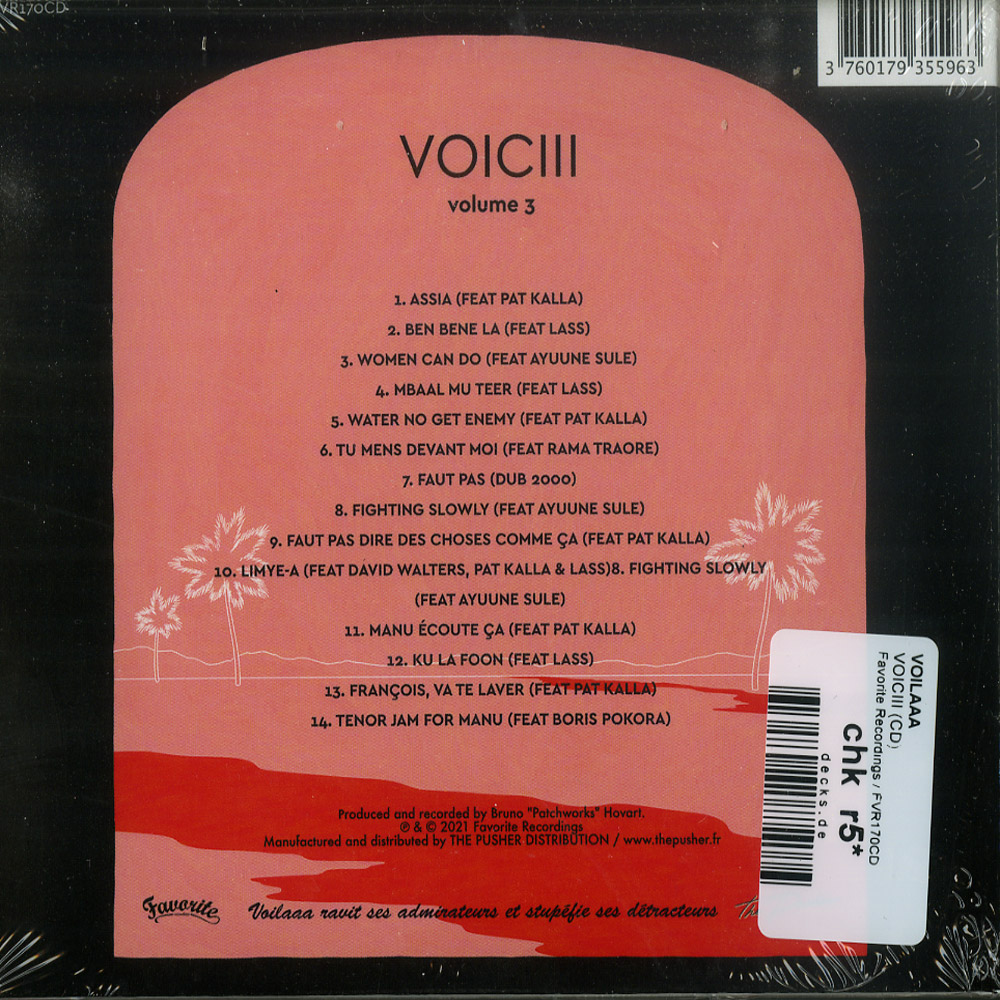 VR170CD
3 760179 355963
VOICIII
volume 3
1. ASSIA (FEAT PAT KALLA)
2. BEN BENE LA (FEAT LASS)
3. WOMEN CAN DO (FEAT AYUUNE SULE)
4. MBAAL MU TEER (FEAT LASS)
5. WATER NO GET ENEMY (FEAT PAT KALLA)
6. TU MENS DEVANT MOI (FEAT RAMA TRAORE)
7. FAUT PAS (DUB 2000)
8. FIGHTING SLOWLY (FEAT AYUUNE SULE)
9. FAUT PAS DIRE DES CHOSES COMME ÇA (FEAT PAT KALLA)
10. LIMYE-A (FEAT DAVID WALTERS, PAT KALLA & LASS)8. FIGHTING SLOWLY
(FEAT AYUUNE SULE)
11. MANU ÉCOUTE ÇA (FEAT PAT KALLA)
12. KU LA FOON (FEAT LASS)
13. FRANÇOIS, VA TE LAVER (FEAT PAT KALLA)
14. TENOR JAM FOR MANU (FEAT BORIS POKORA)
Produced and recorded by Bruno "Patchworks" Hovart.
℗ & © 2021 Favorite Recordings
Manufactured and distributed by THE PUSHER DISTRIBUTION / www.thepusher.fr
Favorite
Voilaaa ravit ses admirateurs et stupéfie ses détracteurs
VOILAAA
VOICIII (CD)
Favorite Recordings / FVR170CD
chk r5*
decks.de